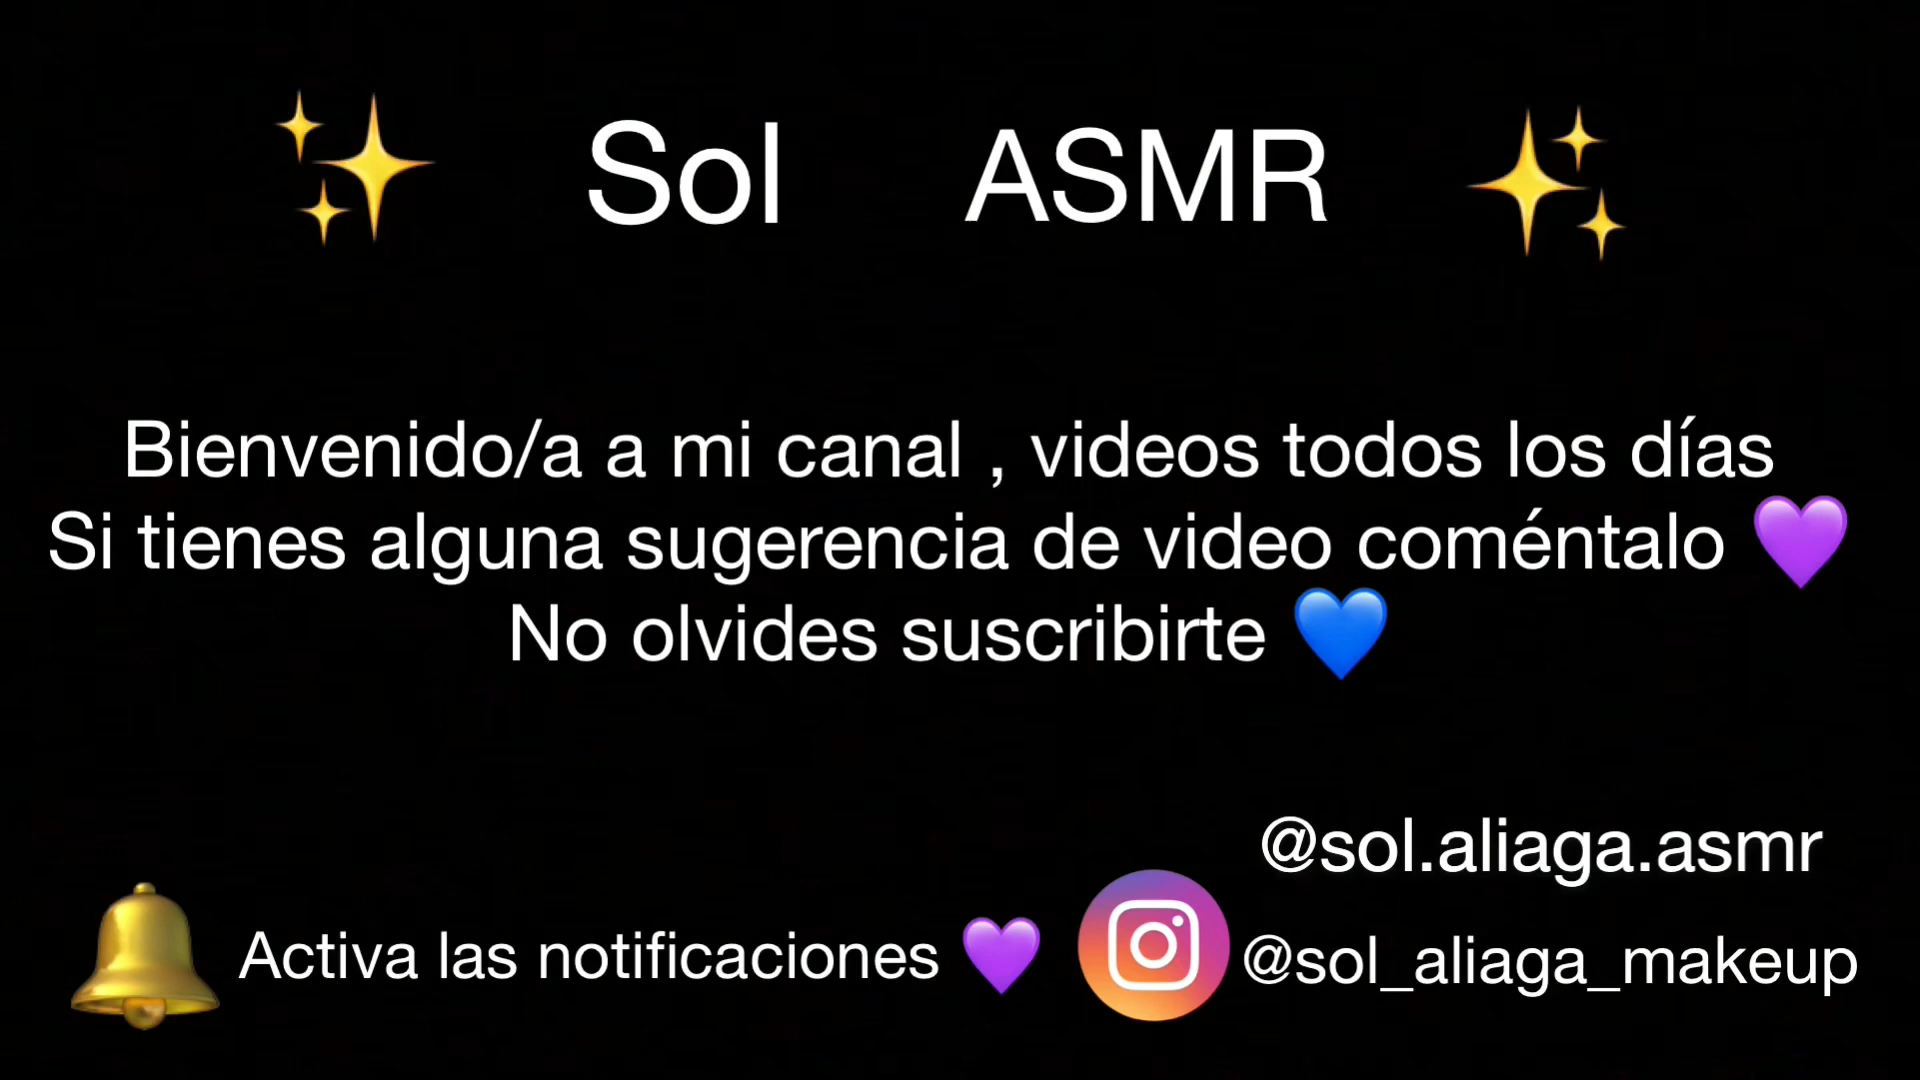 ✨ Sol ASMR ✨
Bienvenido/a a mi canal , videos todos los días
Si tienes alguna sugerencia de video coméntalo 💜
No olvides suscribirte 💙
@sol.aliaga.asmr
🔔 Activa las notificaciones 💜
@sol_aliaga_makeup